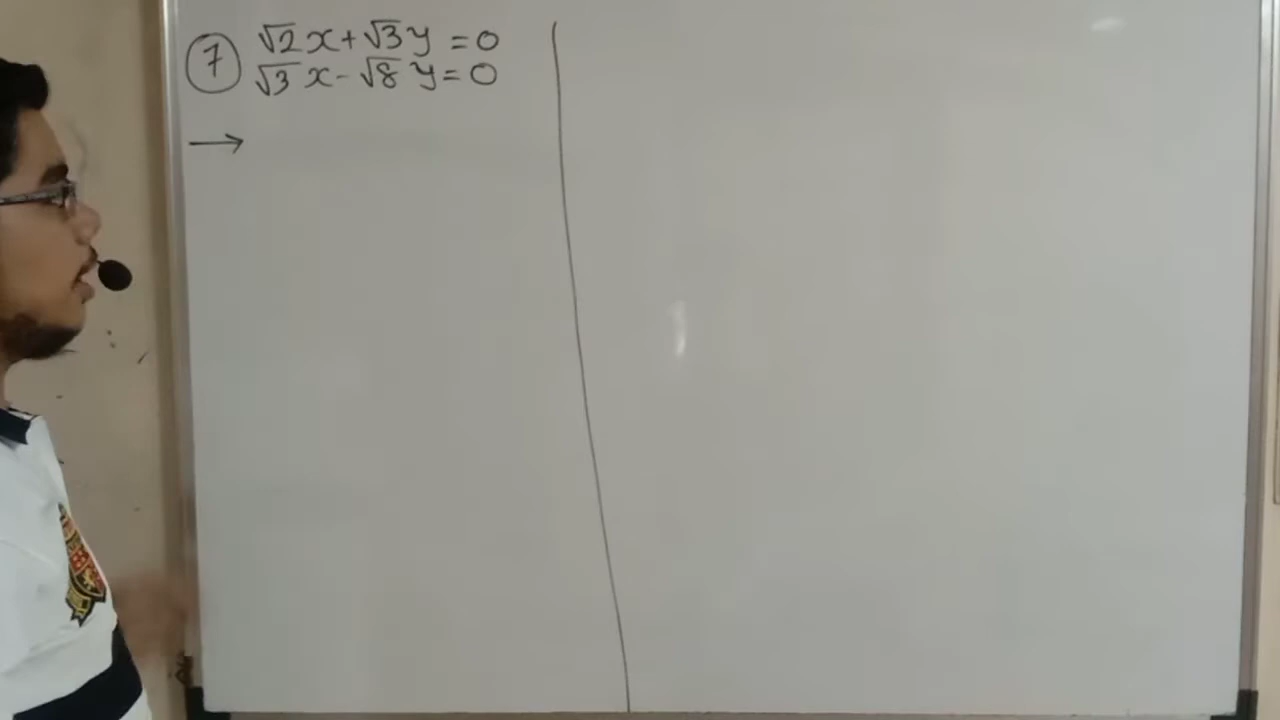 ⑦ √2x+√3y =0
√3x-√8y=0
→